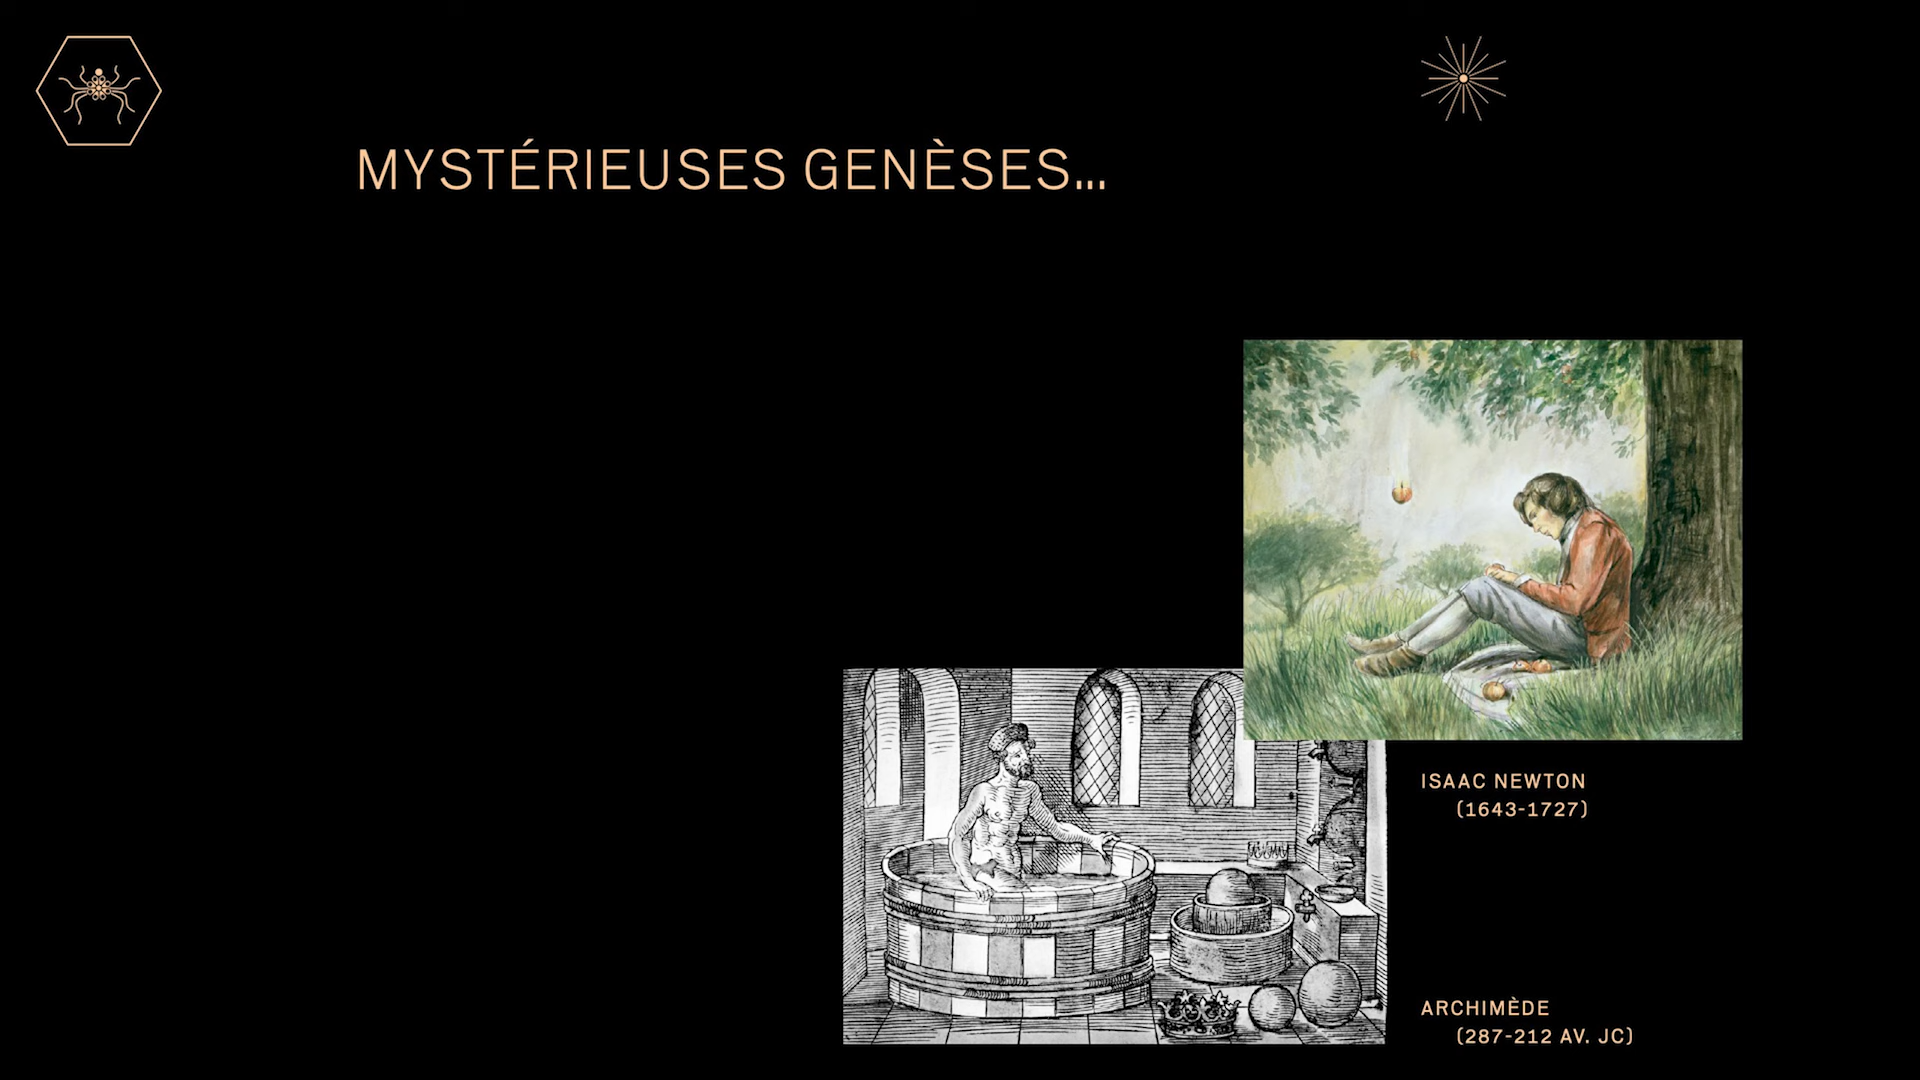 MYSTÉRIEUSES GENÈSES...
ISAAC NEWTON
(1643-1727)
ARCHIMÈDE
(287-212 AV. JC)